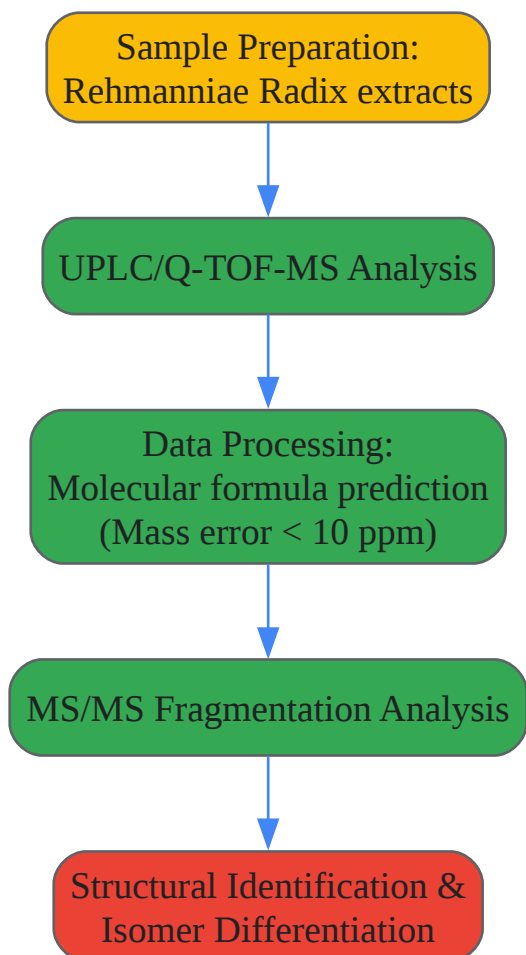 Sample Preparation:
Rehmanniae Radix extracts
UPLC/Q-TOF-MS Analysis
Data Processing:
Molecular formula prediction
(Mass error < 10 ppm)
MS/MS Fragmentation Analysis
Structural Identification &
Isomer Differentiation